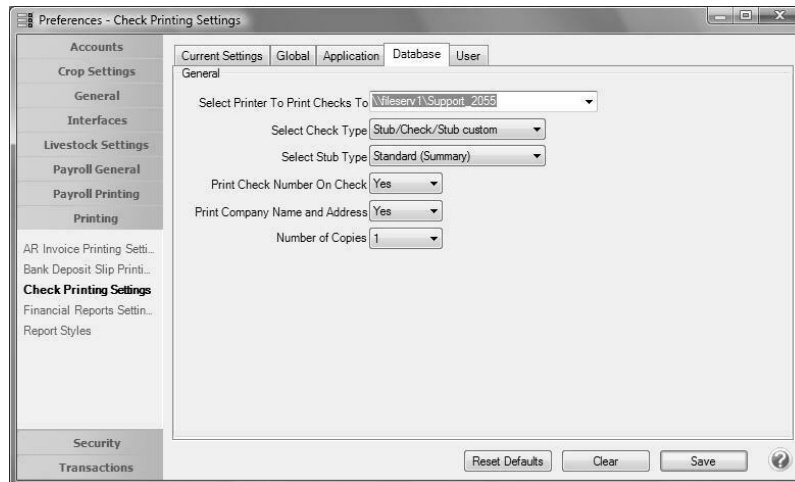 Preferences - Check Printing Settings
Accounts
Crop Settings
General
Interfaces
Livestock Settings
Payroll General
Payroll Printing
Printing
AR Invoice Printing Setti...
Bank Deposit Slip Printi...
Check Printing Settings
Financial Reports Settin...
Report Styles
Security
Transactions
Current Settings Global Application Database User
General
Select Printer To Print Checks To \\fileserv1\Support_2055
Select Check Type Stub/Check/Stub custom
Select Stub Type Standard (Summary)
Print Check Number On Check Yes
Print Company Name and Address Yes
Number of Copies 1
Reset Defaults Clear Save ?